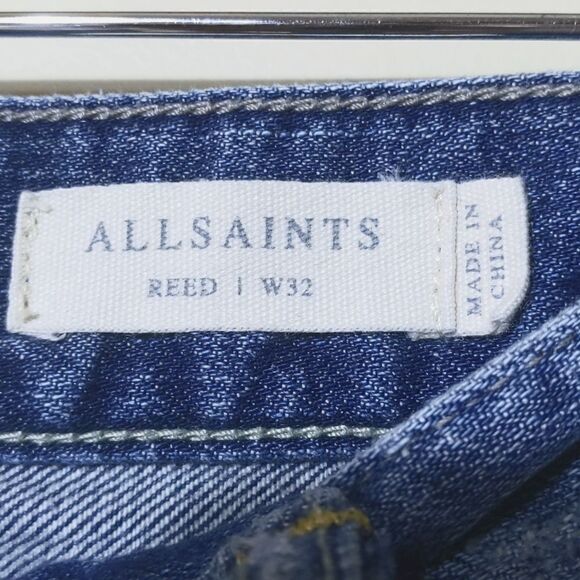 ALLSAINTS
REED | W32
MADE IN
CHINA